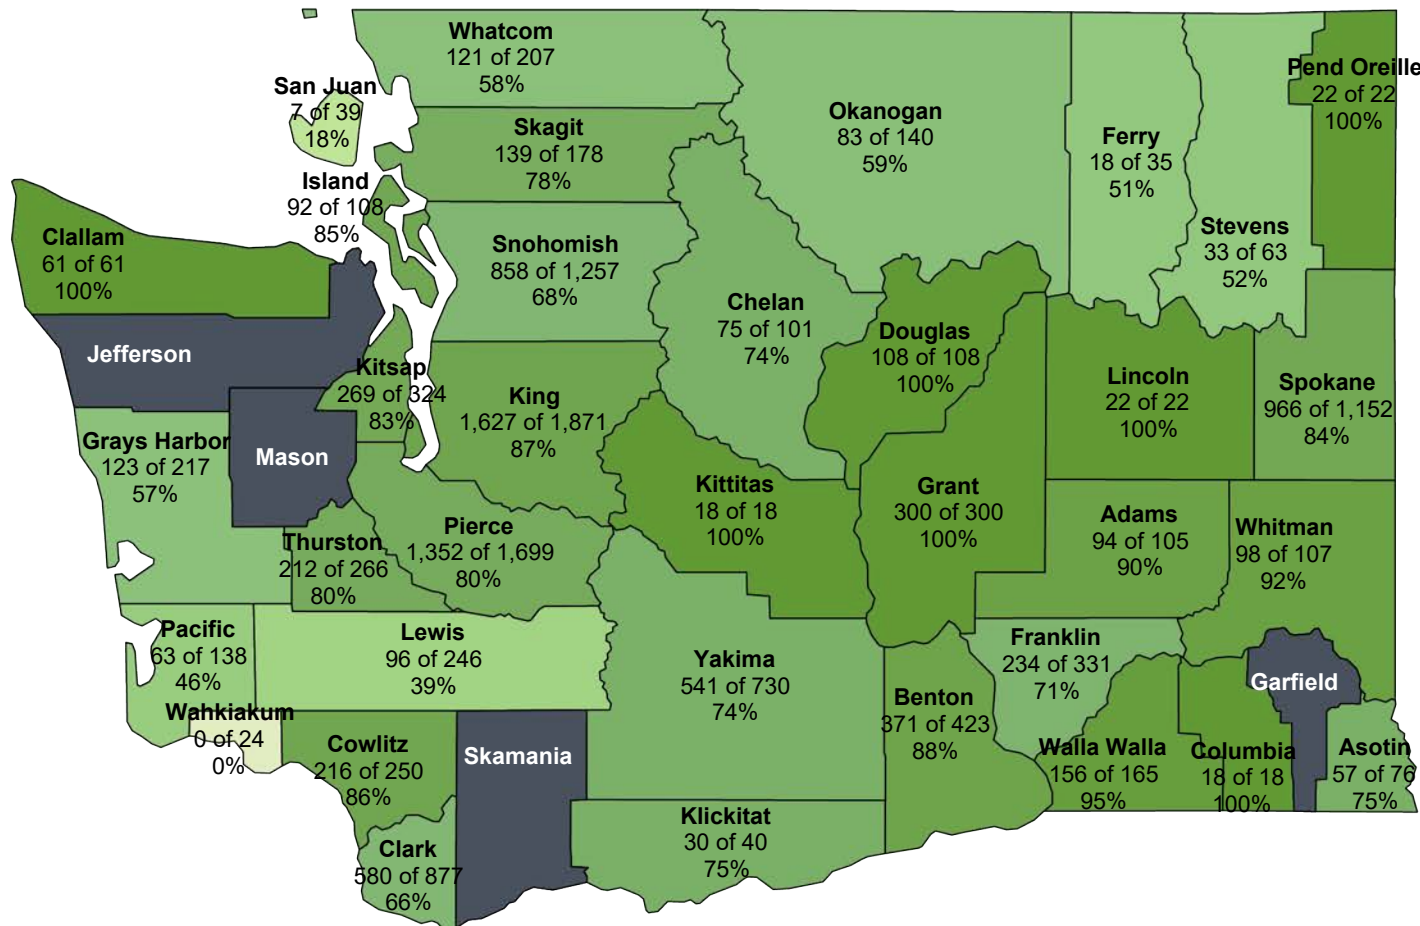 Whatcom
121 of 207
58%
San Juan
7 of 39
18%
Skagit
139 of 178
78%
Island
92 of 108
85%
Okanogan
83 of 140
59%
Ferry
18 of 35
51%
Pend Oreille
22 of 22
100%
Stevens
33 of 63
52%
Clallam
61 of 61
100%
Snohomish
858 of 1,257
68%
Chelan
75 of 101
74%
Douglas
108 of 108
100%
Jefferson
Kitsap
269 of 324
83%
King
1,627 of 1,871
87%
Lincoln
22 of 22
100%
Spokane
966 of 1,152
84%
Grays Harbor
123 of 217
57%
Mason
Kittitas
18 of 18
100%
Grant
300 of 300
100%
Adams
94 of 105
90%
Whitman
98 of 107
92%
Thurston
212 of 266
80%
Pierce
1,352 of 1,699
80%
Pacific
63 of 138
46%
Lewis
96 of 246
39%
Yakima
541 of 730
74%
Franklin
234 of 331
71%
Benton
371 of 423
88%
Garfield
Wahkiakum
0 of 24
0%
Cowlitz
216 of 250
86%
Skamania
Walla Walla
156 of 165
95%
Columbia
18 of 18
100%
Asotin
57 of 76
75%
Klickitat
30 of 40
75%
Clark
580 of 877
66%